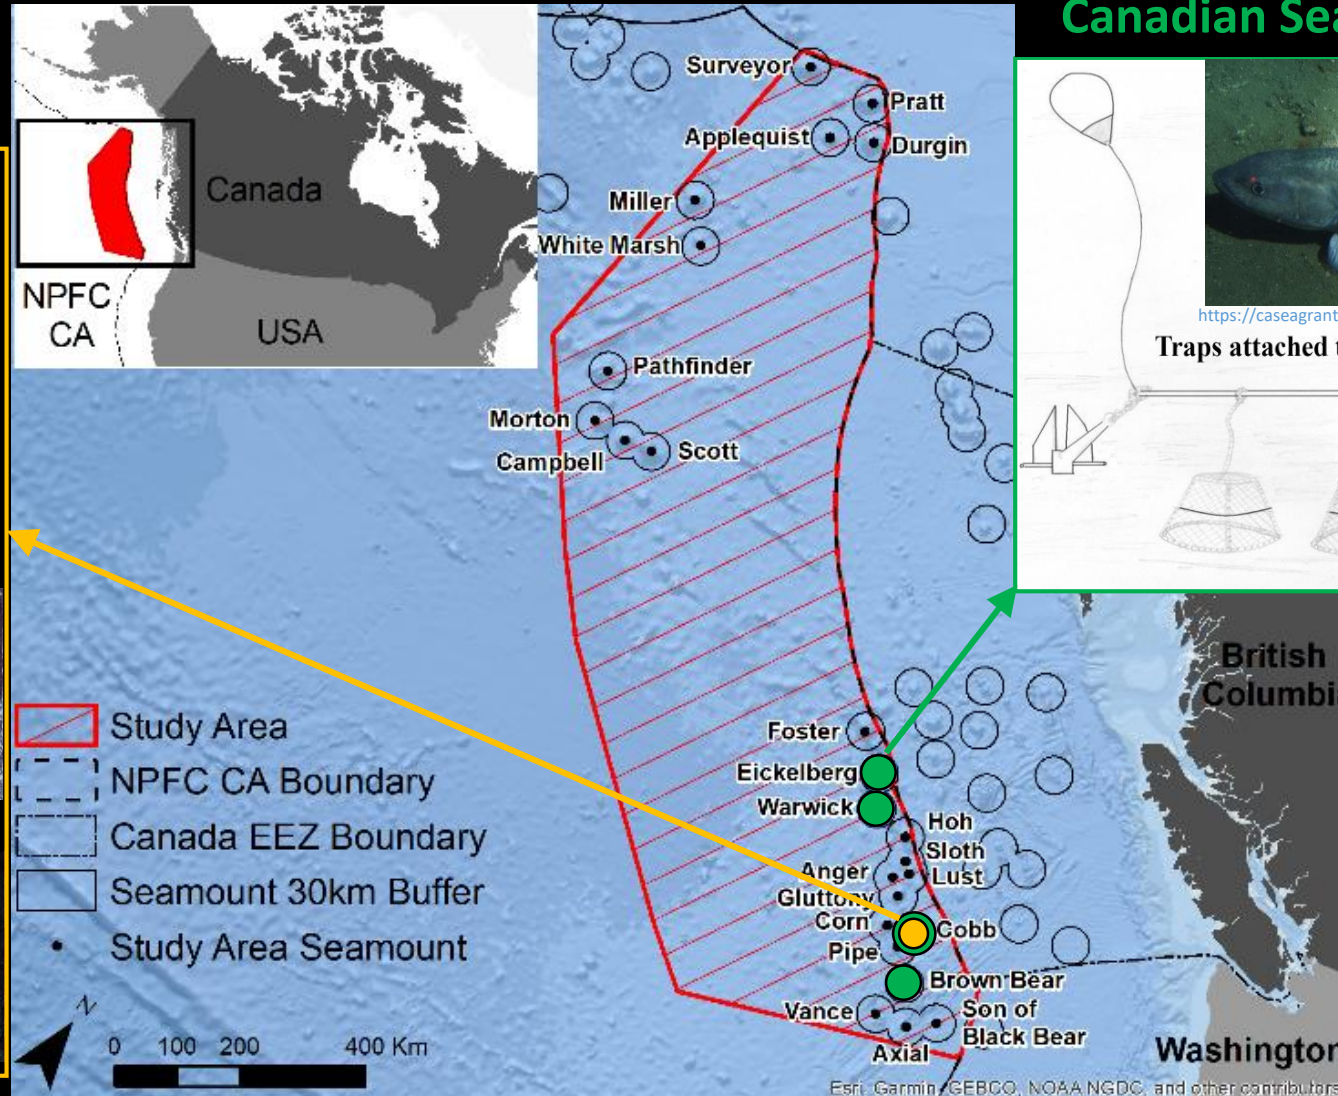 Canadian Sea
Canada
NPFC
CA
USA
Surveyor
Pratt
Applequist
Durgin
Miller
White Marsh
https://caseagrant
Traps attached t
Pathfinder
Morton
Scott
Campbell
British
Columbi
Study Area
NPFC CA Boundary
Canada EEZ Boundary
Seamount 30km Buffer
Study Area Seamount
Foster
Eickelberg
Warwick
Hoh
Sloth
Anger
Lust
Gluttony
Corn
Cobb
Pipe
Brown Bear
Vance
Son of
Black Bear
Axial
Washington
N
0 100 200 400 Km
Esri, Garmin, GEBCO, NOAA NGDC, and other contributors